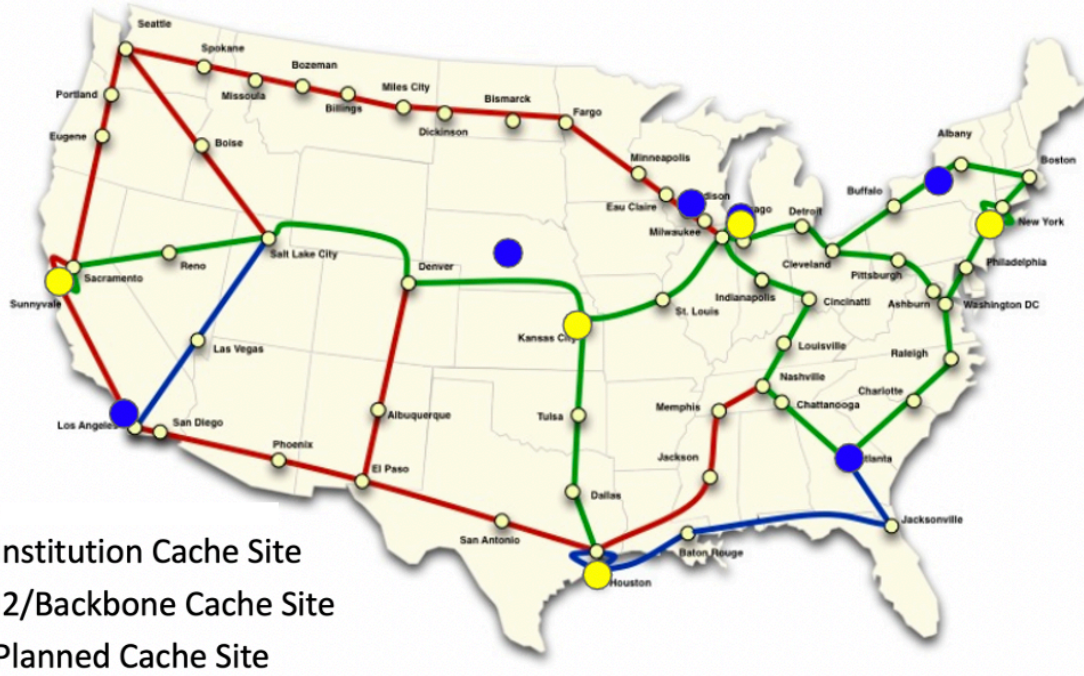 Seattle
Spokane
Missoula
Bozeman
Billings
Miles City
Dickinson
Bismarck
Fargo
Portland
Eugene
Boise
Minneapolis
Eau Claire
dison
Milwaukee
ago
Detroit
Cleveland
Buffalo
Albany
Boston
New York
Philadelphia
Pittsburgh
Ashburn
Washington DC
Salt Lake City
Reno
Sacramento
Sunnyvale
Denver
Kansas City
St. Louis
Indianapolis
Cincinatti
Louisville
Nashville
Raleigh
Charlotte
Chattanooga
Memphis
Las Vegas
Albuquerque
Tulsa
Los Angeles
San Diego
Phoenix
El Paso
Jackson
tlanta
Dallas
San Antonio
Houston
Baton Rouge
Jacksonville
nstitution Cache Site
2/Backbone Cache Site
Planned Cache Site